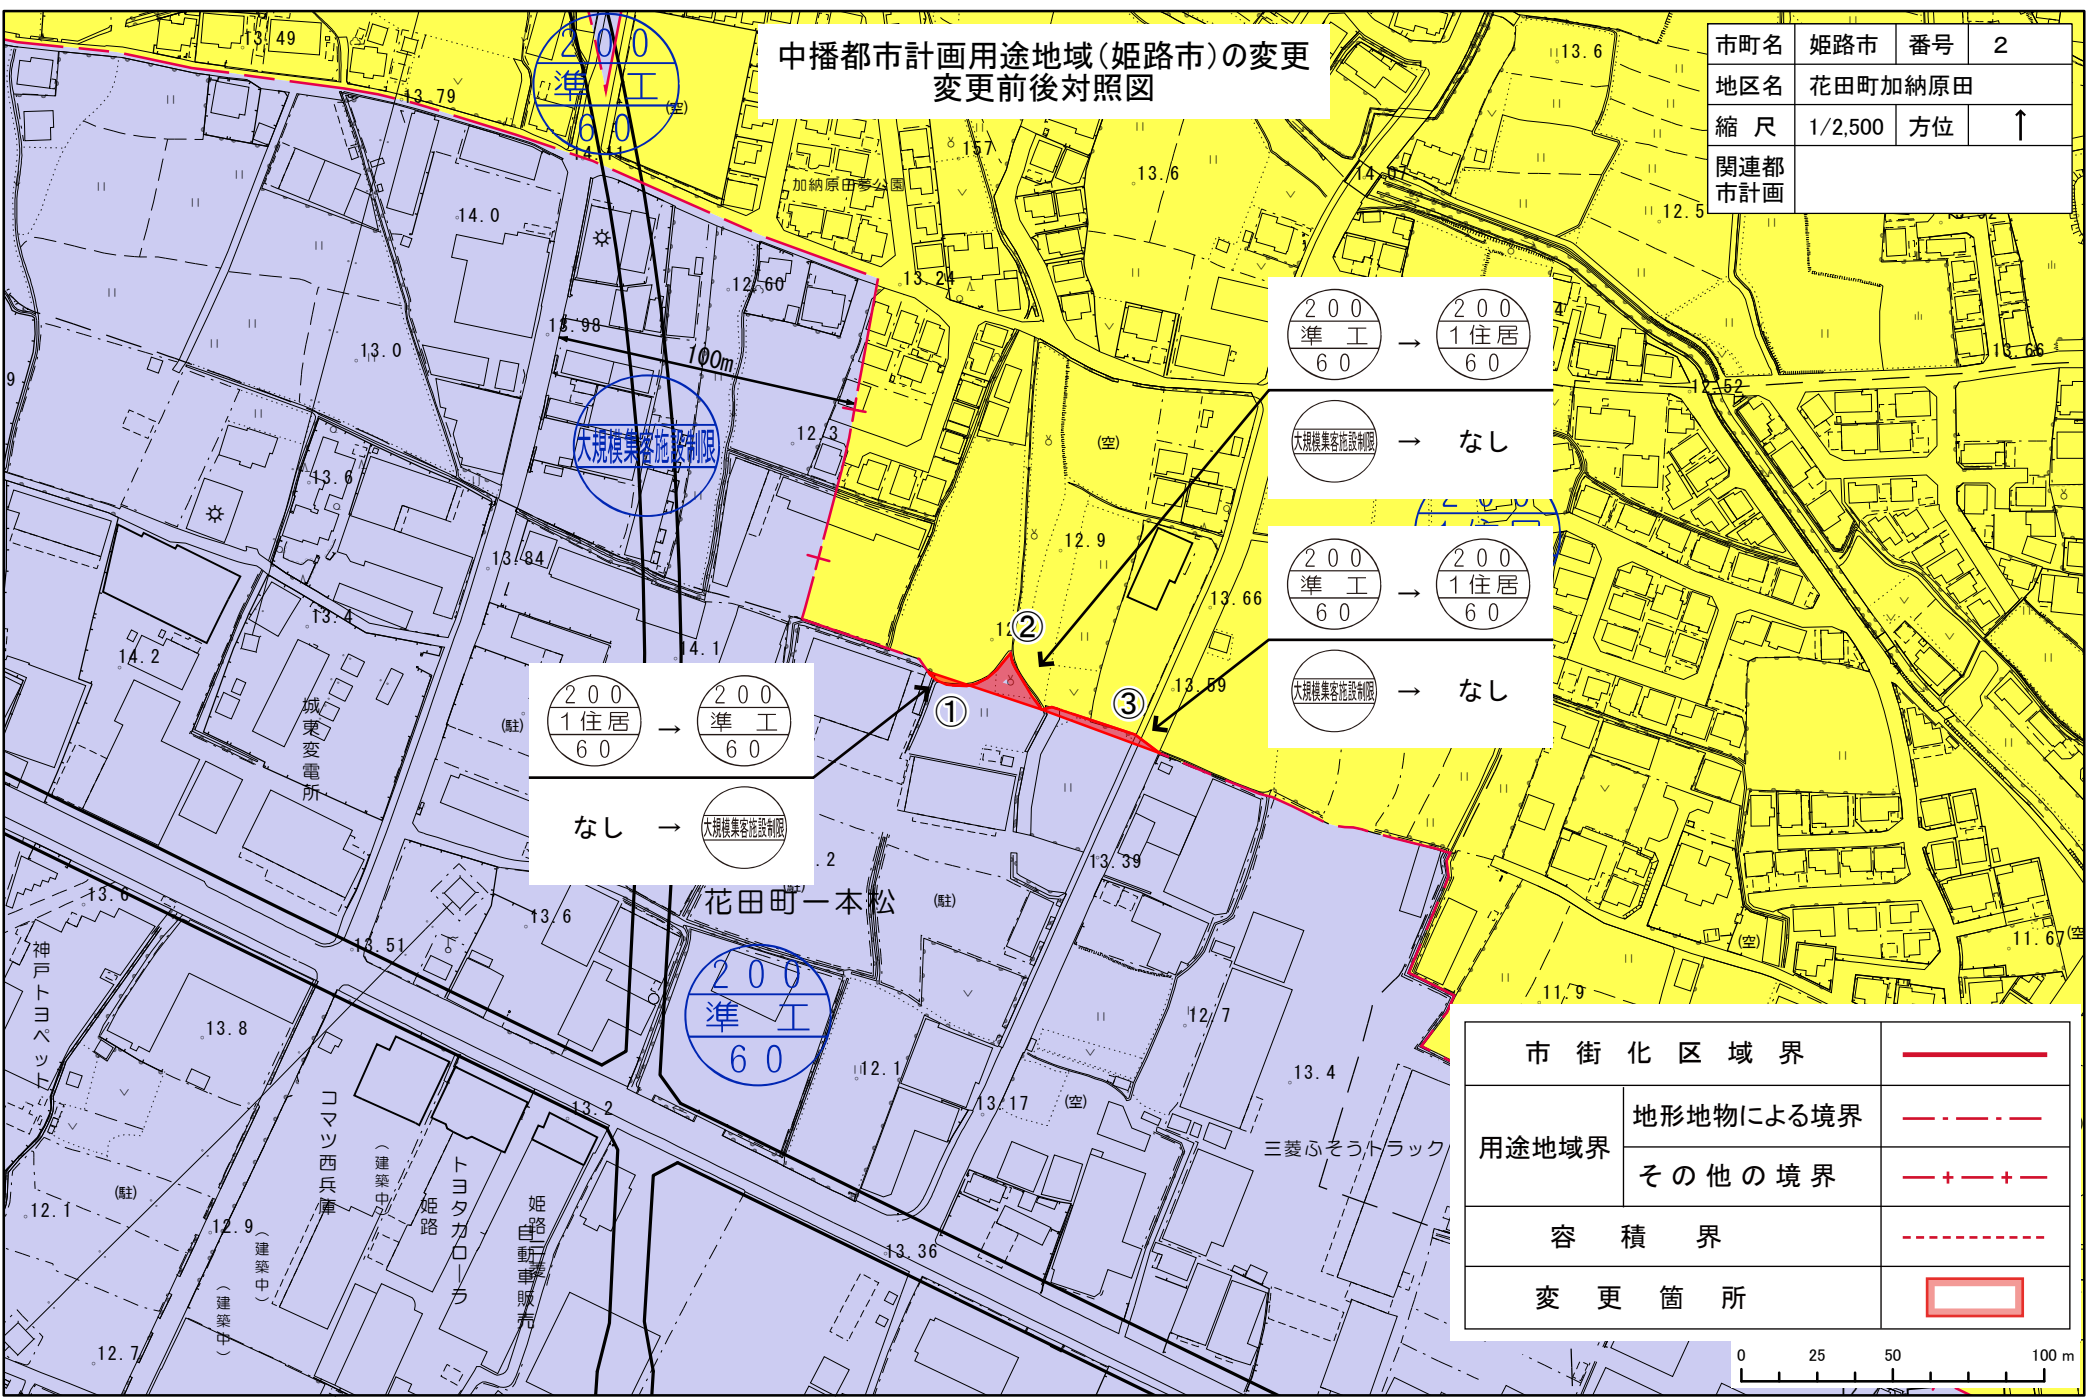 中播都市計画用途地域(姫路市)の変更
変更前後対照図
市町名 姫路市 番号 2
地区名 花田町加納原田
縮尺 1/2,500 方位 ↑
関連都
市計画
13.49
200
準工
60
(空)
13.79
14.11
加納原田夢公園
157
13.6
13.6
14.07
12.5
14.0
12.60
13.24
13.98
100m
13.0
大規模集客施設制限
12.3
(空)
13.66
12.52
13.6
12.9
13.84
13.66
13.4
14.2
14.1
13.59
城東変電所
(駐)
①
②
③
200
準工
60
→
200
1住居
60
大規模集客施設制限 → なし
200
準工
60
→
200
1住居
60
大規模集客施設制限 → なし
200
1住居
60
→
200
準工
60
なし → 大規模集客施設制限
13.39
花田町一本松
(駐)
13.6
13.6
13.51
神戸トヨペット
13.8
200
準工
60
12.7
11.9
(空)
11.67
(空)
12.1
13.4
13.17
(空)
13.2
コマツ西兵庫
(建築中)
トヨタカローラ
姫路
姫路三菱
自動車販売
三菱ふそうトラック
(駐)
12.1
12.9
(建築中)
(建築中)
13.36
12.7
市街化区域界
用途地域界
地形地物による境界
その他の境界
容積界
変更箇所
0 25 50 100 m